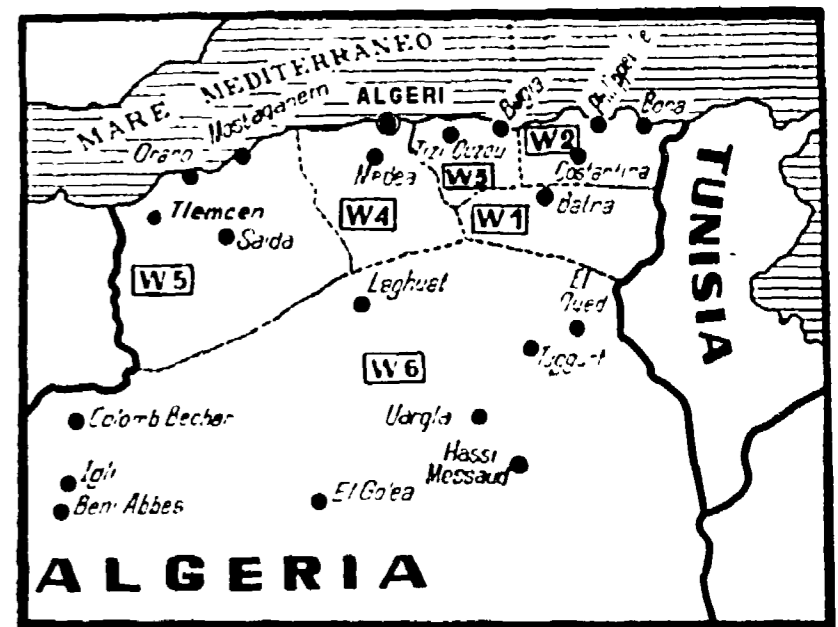 MARE MEDITERRANEO
ALGERI
Bugia
Bona
Mostaganem
Orano
Tizi Ouzou
W2
Medea
W3
Costantina
Tlemcen
W4
W1
Batna
Saida
TUNISIA
W5
Laghuat
El
Oued
Tuggurt
W6
Colomb Bechar
Uargla
Hassi
Messaud
Igli
Beni Abbes
El Golea
ALGERIA